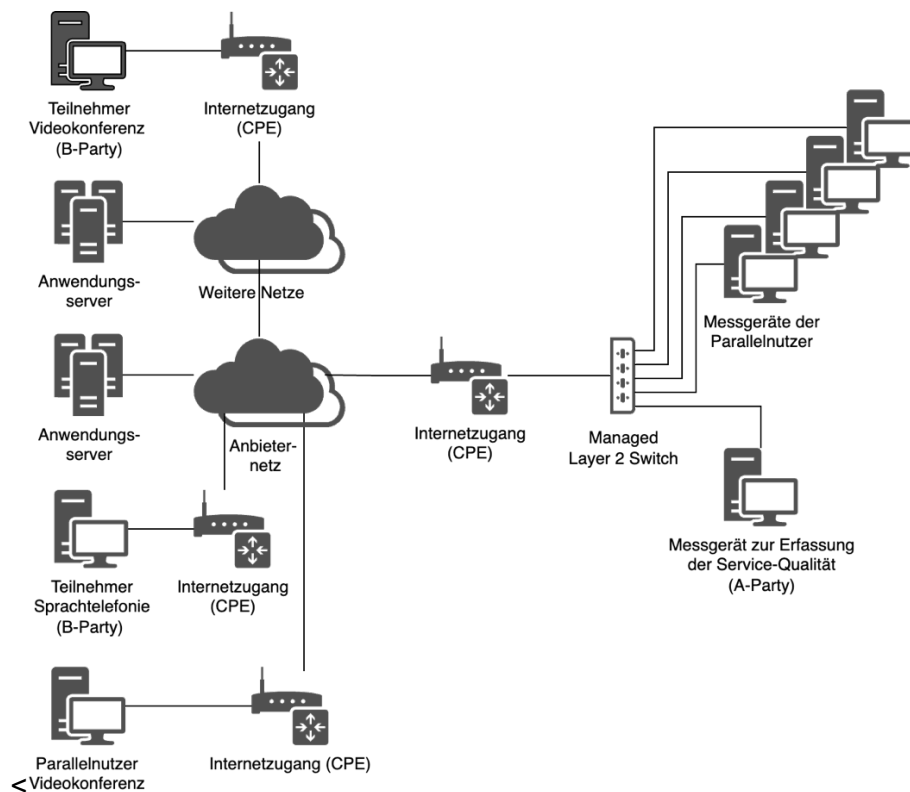 Teilnehmer
Videokonferenz
(B-Party)
Internetzugang
(CPE)
Anwendungs-
server
Weitere Netze
Messgeräte der
Parallelnutzer
Anwendungs-
server
Anbieter-
netz
Internetzugang
(CPE)
Managed
Layer 2 Switch
Teilnehmer
Sprachtelefonie
(B-Party)
Internetzugang
(CPE)
Messgerät zur Erfassung
der Service-Qualität
(A-Party)
Parallelnutzer
<Videokonferenz
Internetzugang (CPE)